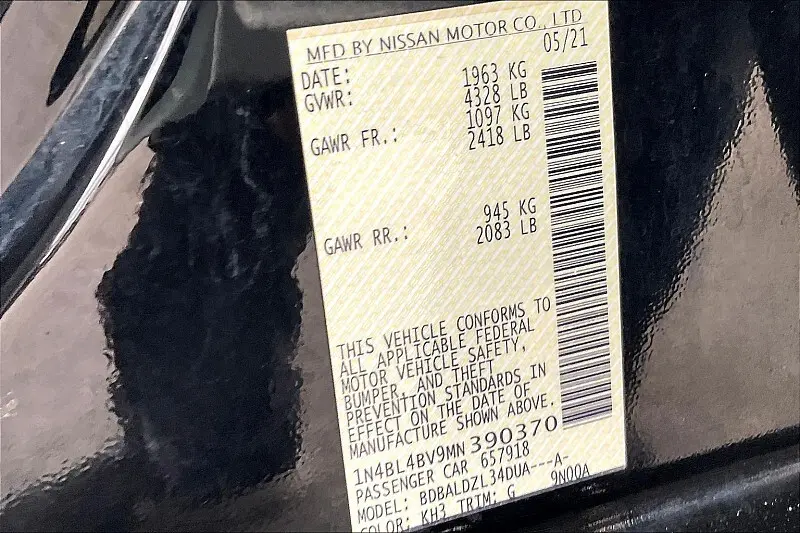 MFD BY NISSAN MOTOR CO., LTD
DATE: 05/21
GVWR: 1963 KG
4328 LB
GAWR FR.: 1097 KG
2418 LB
GAWR RR.: 945 KG
2083 LB
THIS VEHICLE CONFORMS TO
ALL APPLICABLE FEDERAL
MOTOR VEHICLE SAFETY,
BUMPER, AND THEFT
PREVENTION STANDARDS IN
EFFECT ON THE DATE OF
MANUFACTURE SHOWN ABOVE.
1N4BL4BV9MN390370
PASSENGER CAR 657918
MODEL: BDBALDZL34DUA---A-
COLOR: KH3 TRIM: G 9N00A